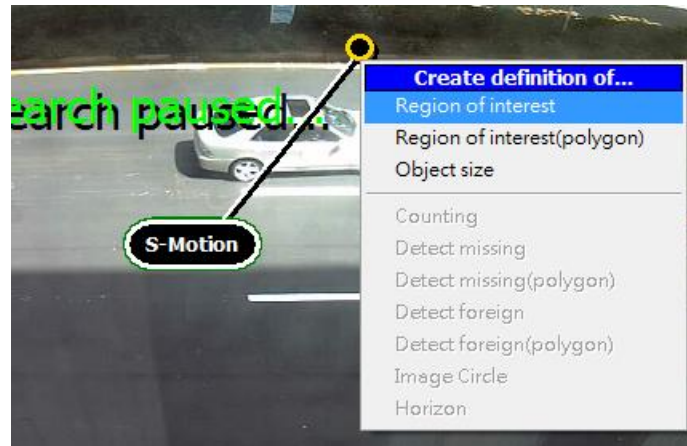 earch paused...
S-Motion
Create definition of...
Region of interest
Region of interest(polygon)
Object size
Counting
Detect missing
Detect missing(polygon)
Detect foreign
Detect foreign(polygon)
Image Circle
Horizon